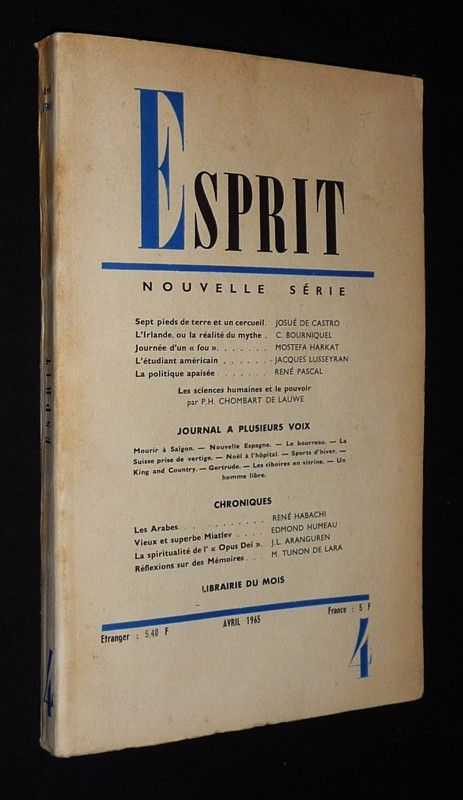 ESPRIT
NOUVELLE SÉRIE
Sept pieds de terre et un cercueil. JOSUÉ DE CASTRO
L'Irlande, ou la réalité du mythe . C. BOURNIQUEL
Journée d'un « fou ». . . . . . . MOSTEFA HARKAT
L'étudiant américain . . . . . . . JACQUES LUSSEYRAN
La politique apaisée . . . . . . . RENÉ PASCAL
Les sciences humaines et le pouvoir
par P.H. CHOMBART DE LAUWE
JOURNAL A PLUSIEURS VOIX
Mourir à Saïgon. — Nouvelle Espagne. — Le bourreau. — La
Suisse prise de vertige. — Noël à l'hôpital. — Sports d'hiver. —
King and Country. — Gertrude. — Les ciboires en vitrine. — Un
homme libre.
CHRONIQUES
Les Arabes. . . . . . . . . . . RENÉ HABACHI
Vieux et superbe Miatlev . . . . EDMOND HUMEAU
La spiritualité de l' « Opus Dei ». J.L. ARANGUREN
Réflexions sur des Mémoires . . . M. TUNON DE LARA
LIBRAIRIE DU MOIS
Etranger : 5,40 F AVRIL 1965 France : 5 F
4
ESPRIT
4